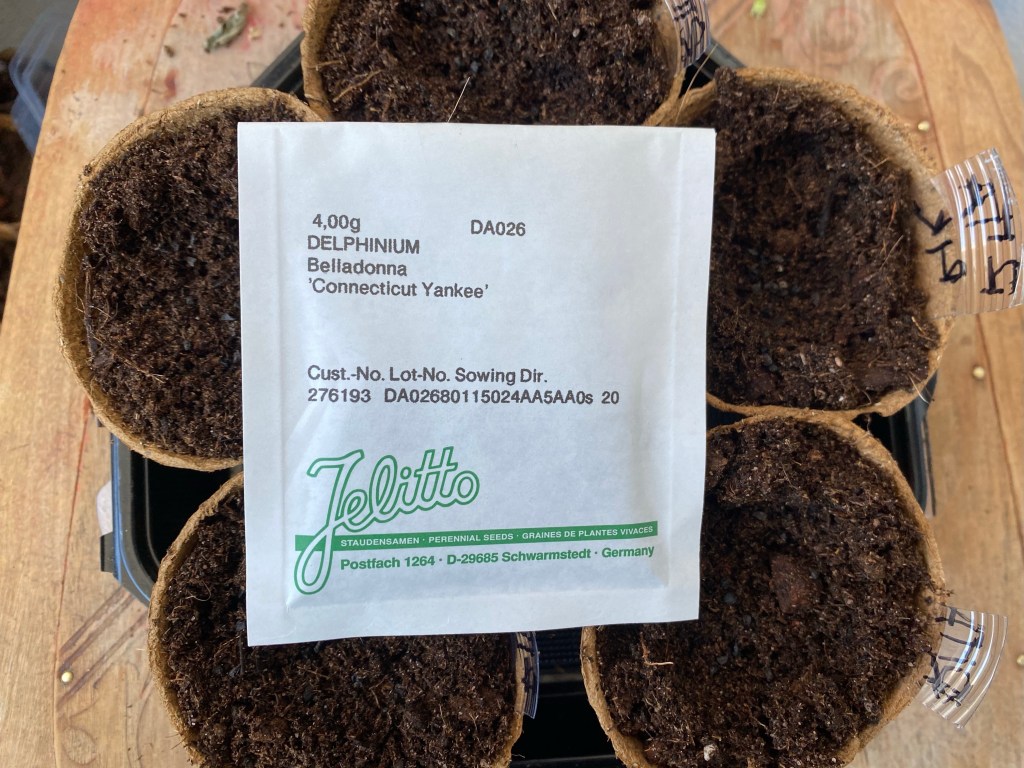 4,00g DA026
DELPHINIUM
Belladonna
'Connecticut Yankee'
Cust.-No. Lot-No. Sowing Dir.
276193 DA02680115024AA5AA0s 20
Jelitto
STAUDENSAMEN · PERENNIAL SEEDS · GRAINES DE PLANTES VIVACES
Postfach 1264 · D-29685 Schwarmstedt · Germany